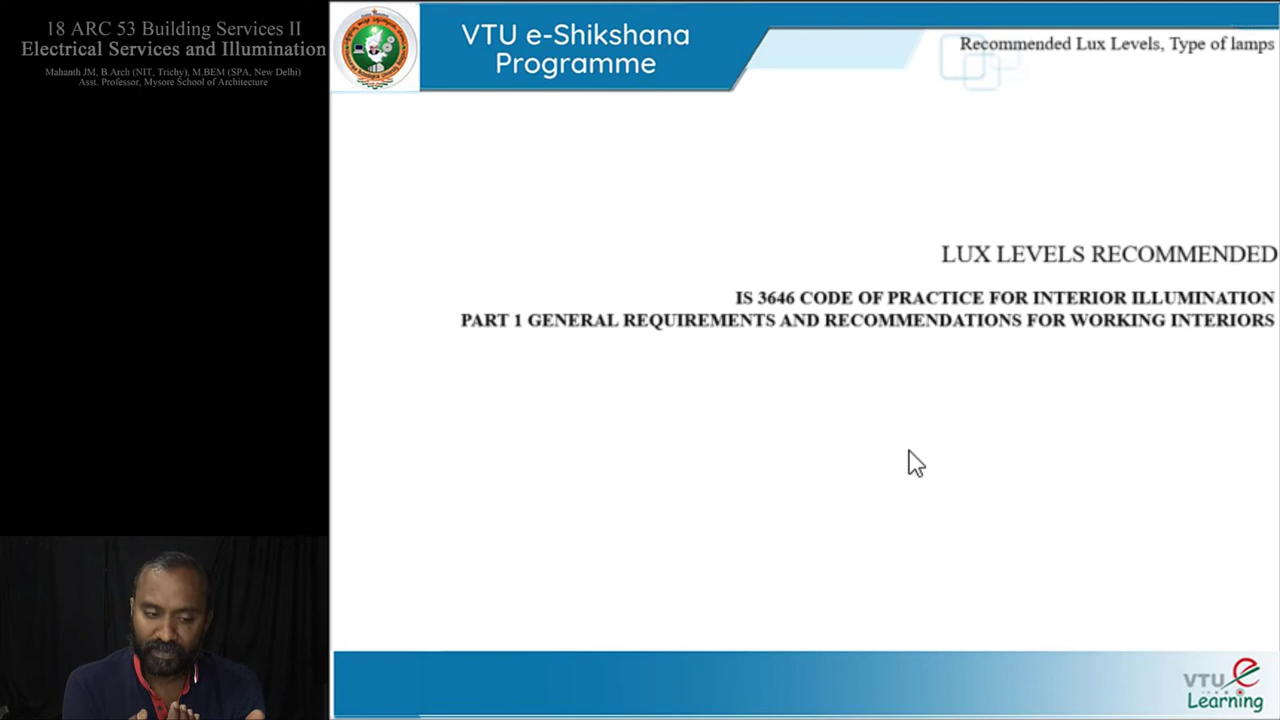 18 ARC 53 Building Services II
Electrical Services and Illumination
Mahanth JM, B.Arch (NIT, Trichy), M.BEM (SPA, New Delhi)
Asst. Professor, Mysore School of Architecture
VTU e-Shikshana
Programme
Recommended Lux Levels, Type of lamps
LUX LEVELS RECOMMENDED
IS 3646 CODE OF PRACTICE FOR INTERIOR ILLUMINATION
PART 1 GENERAL REQUIREMENTS AND RECOMMENDATIONS FOR WORKING INTERIORS
VTU e
Learning